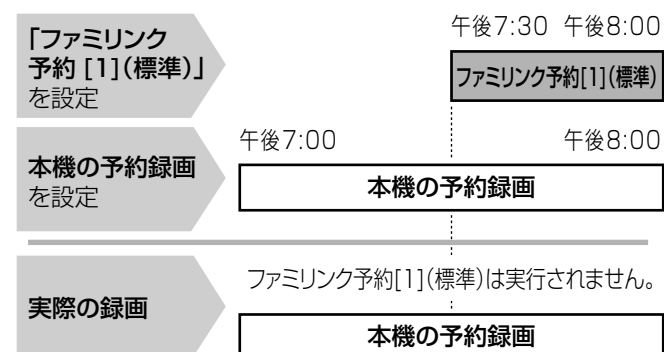 「ファミリンク
予約 [1](標準)」
を設定
午後7:30 午後8:00
ファミリンク予約[1](標準)
本機の予約録画
を設定
午後7:00 午後8:00
本機の予約録画
実際の録画
ファミリンク予約[1](標準)は実行されません。
本機の予約録画